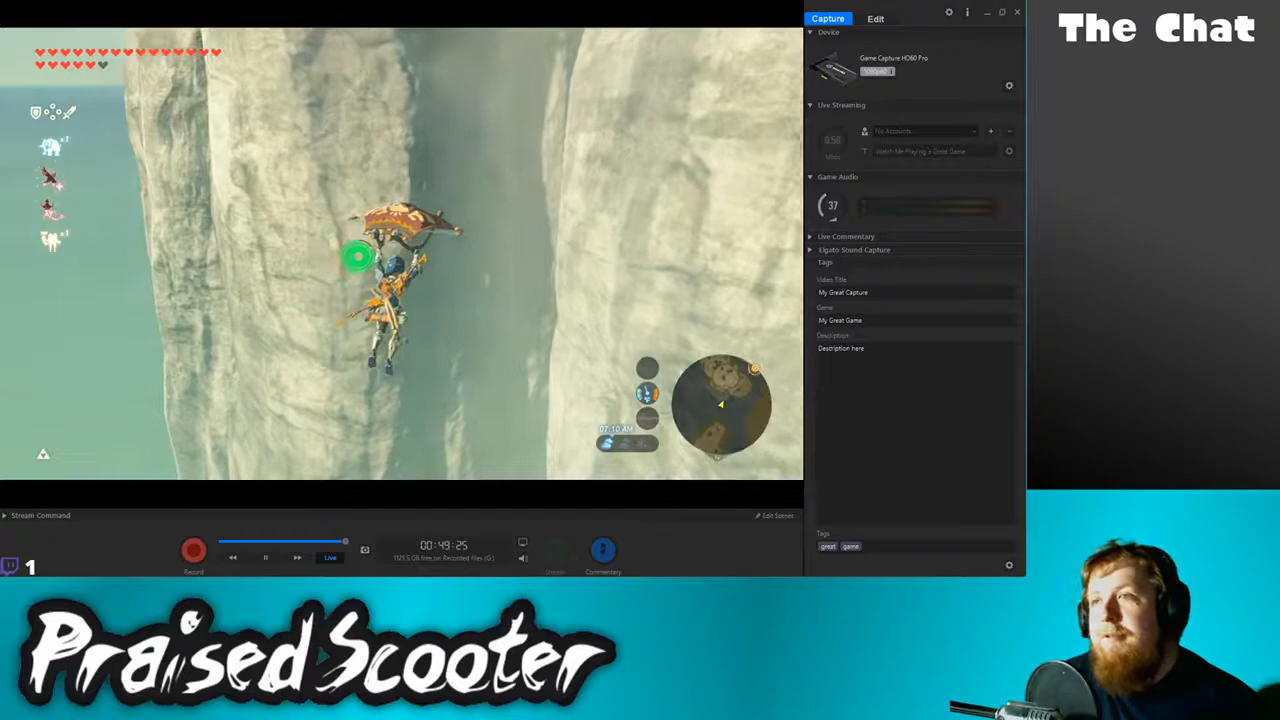 Capture Edit
The Chat
Device
Game Capture HD60 Pro
Live Streaming
No Accounts
Watch Me Playing a Great Game
Game Audio
37
Live Commentary
Elgato Sound Capture
Tags
Video Title
My Great Capture
Game
My Great Game
Description
Description here
x1
07:10 AM
Stream Command
Edit Scenes
Tags
great game
00:49:25
Live
Record
Stream
Commentary
1
PraisedScooter